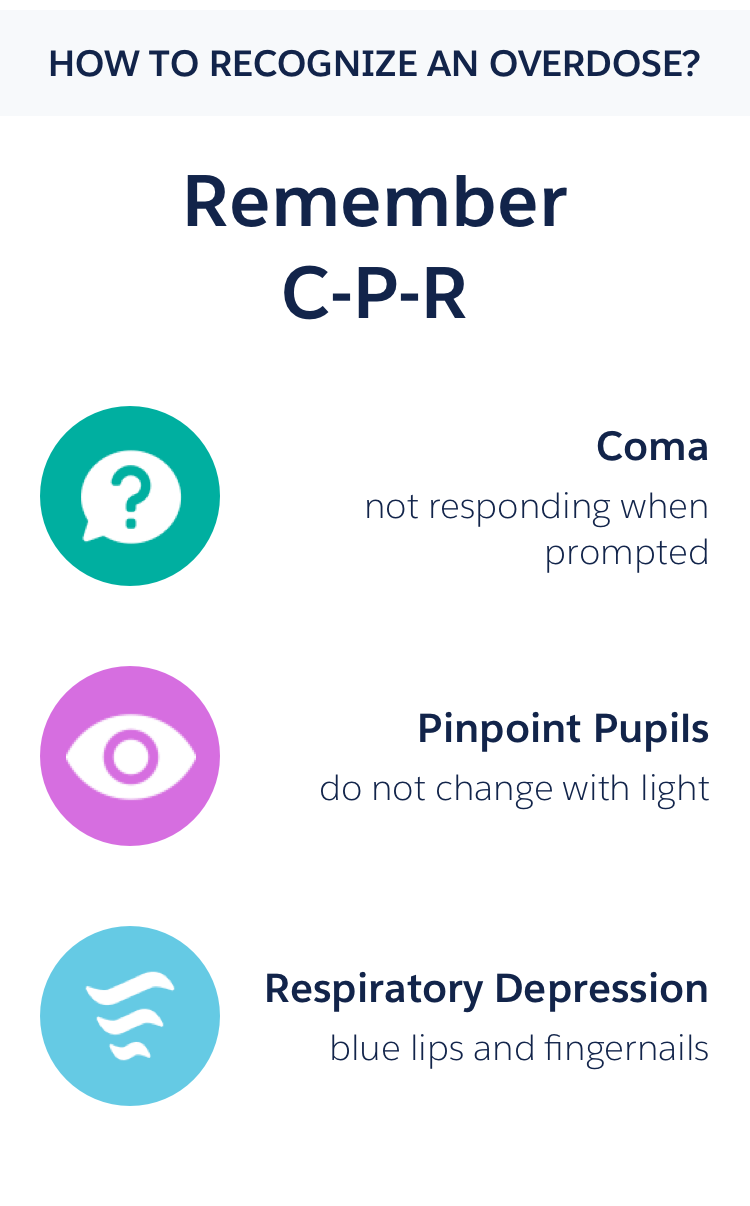 HOW TO RECOGNIZE AN OVERDOSE?
Remember
C-P-R
?
Coma
not responding when
prompted
Pinpoint Pupils
do not change with light
Respiratory Depression
blue lips and fingernails